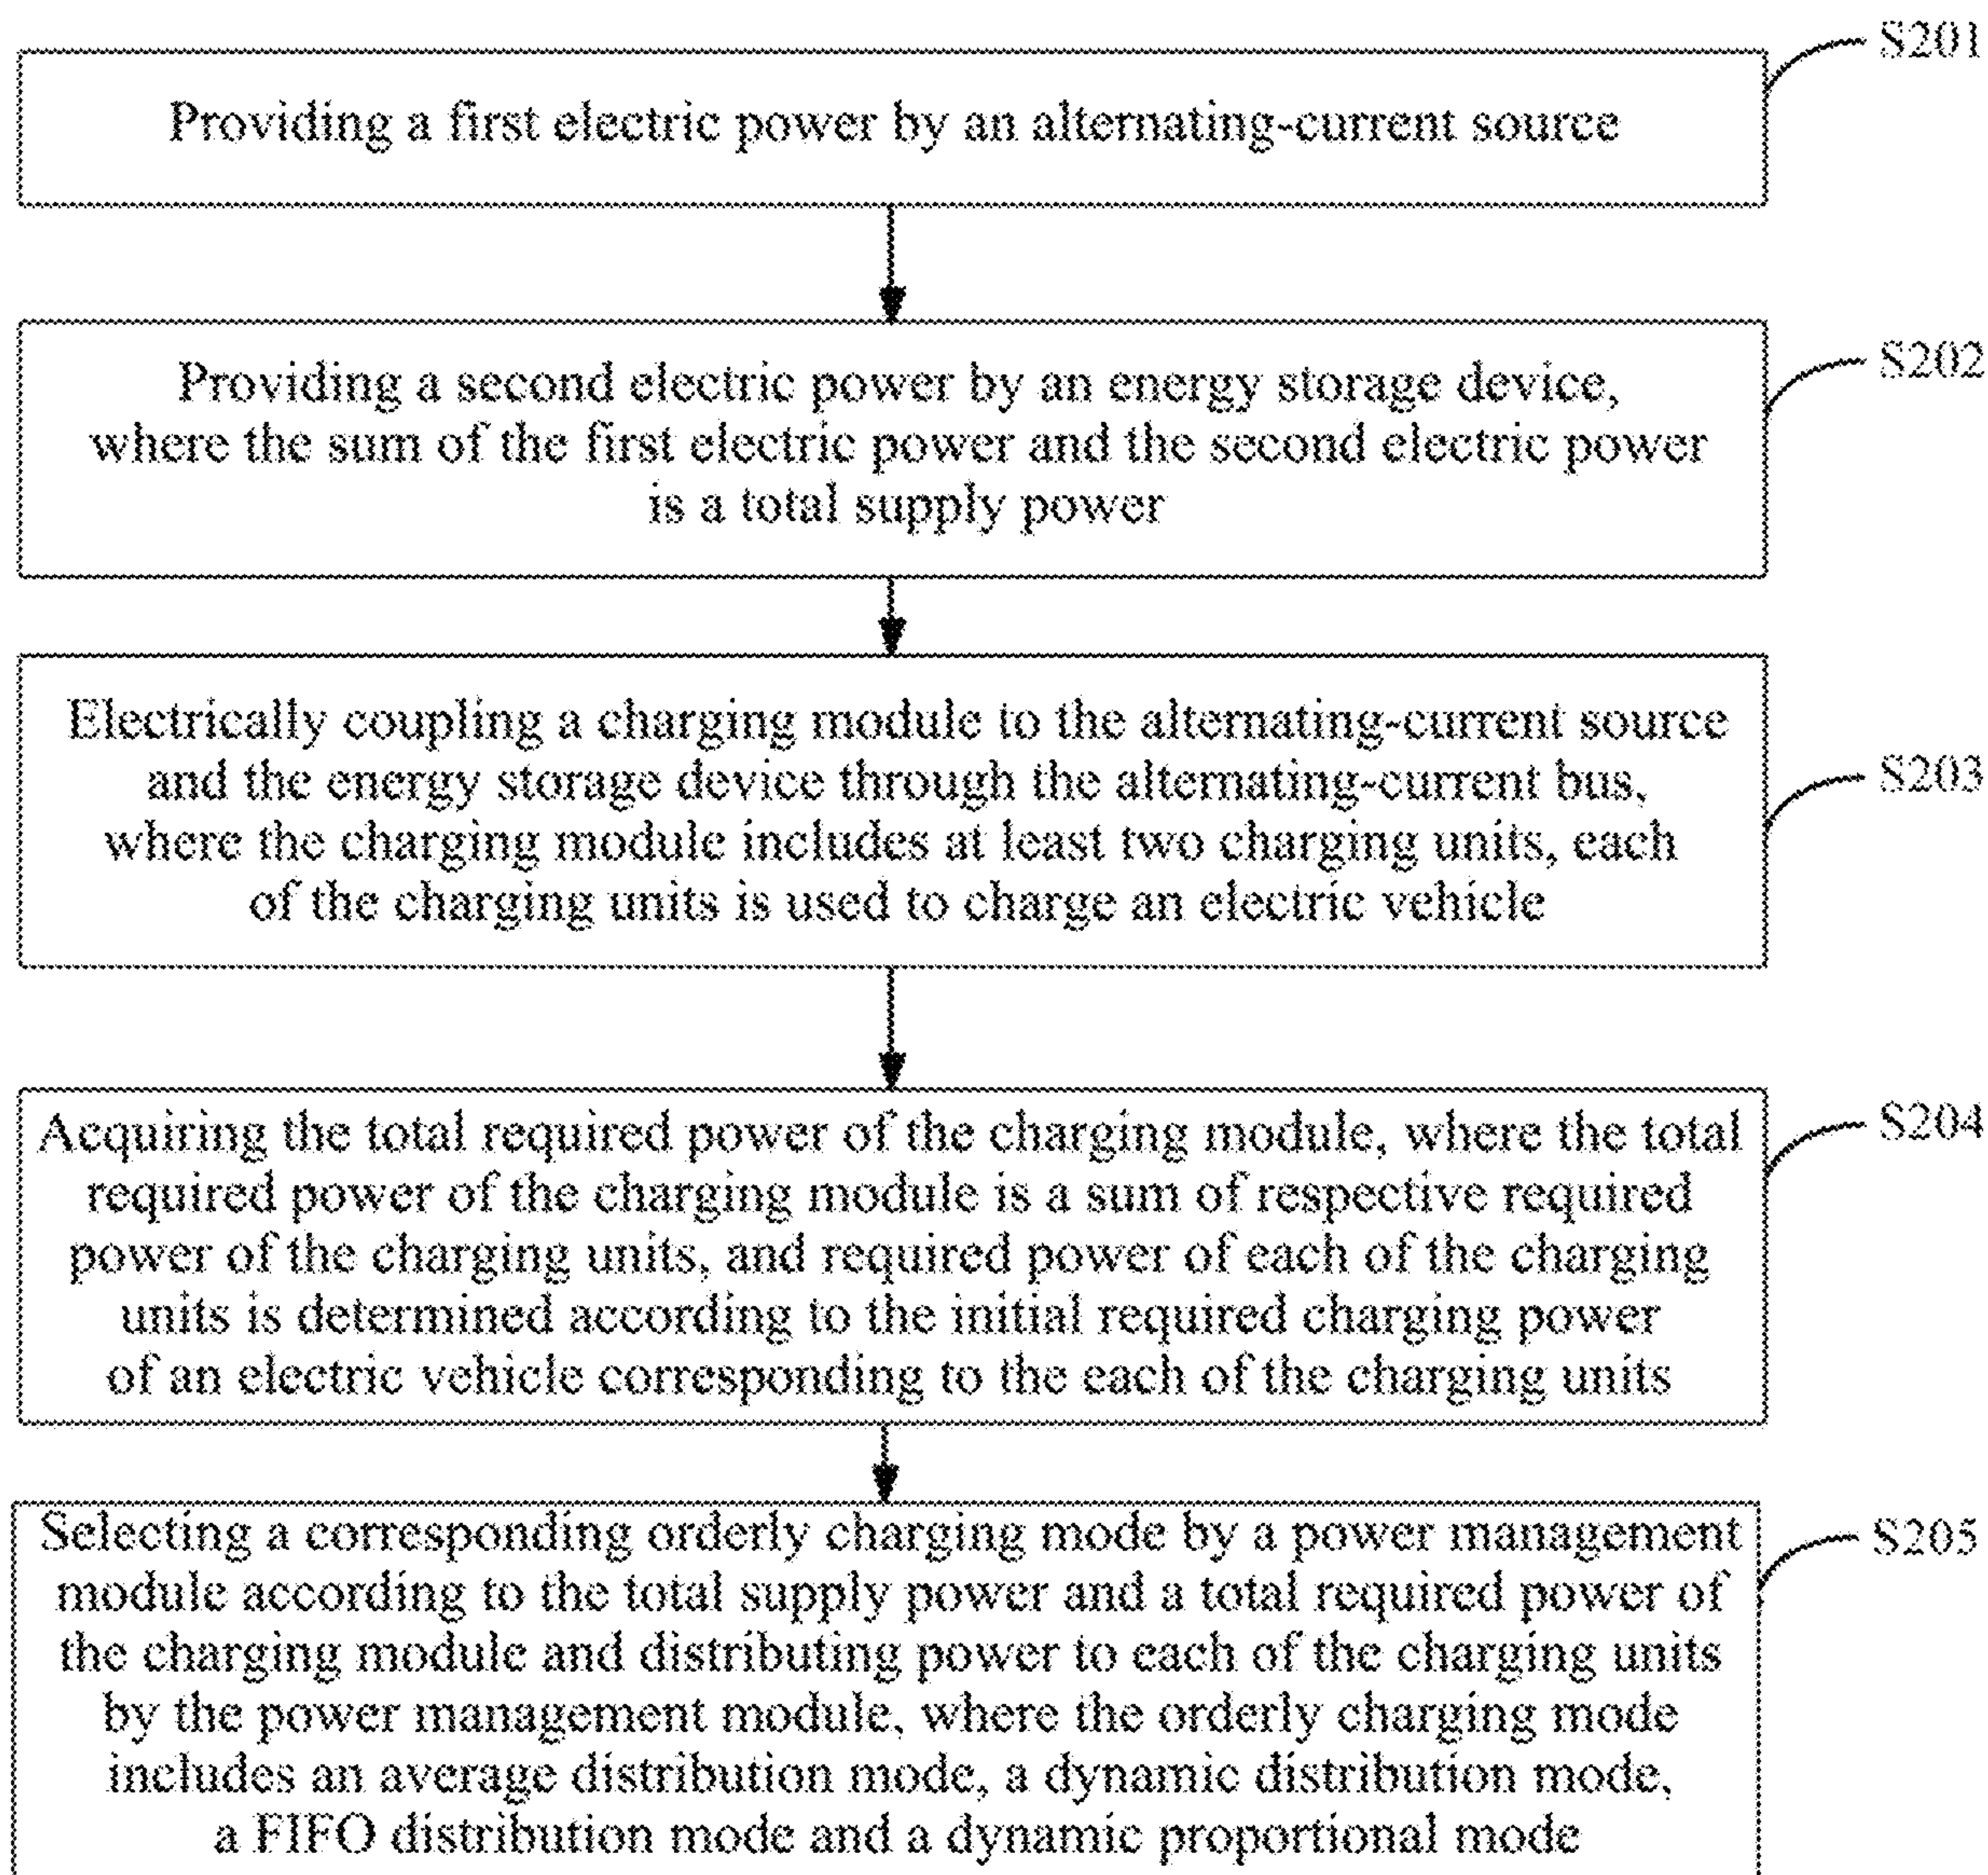 S201
Providing a first electric power by an alternating-current source
S202
Providing a second electric power by an energy storage device,
where the sum of the first electric power and the second electric power
is a total supply power
S203
Electrically coupling a charging module to the alternating-current source
and the energy storage device through the alternating-current bus,
where the charging module includes at least two charging units, each
of the charging units is used to charge an electric vehicle
S204
Acquiring the total required power of the charging module, where the total
required power of the charging module is a sum of respective required
power of the charging units, and required power of each of the charging
units is determined according to the initial required charging power
of an electric vehicle corresponding to the each of the charging units
S205
Selecting a corresponding orderly charging mode by a power management
module according to the total supply power and a total required power of
the charging module and distributing power to each of the charging units
by the power management module, where the orderly charging mode
includes an average distribution mode, a dynamic distribution mode,
a FIFO distribution mode and a dynamic proportional mode